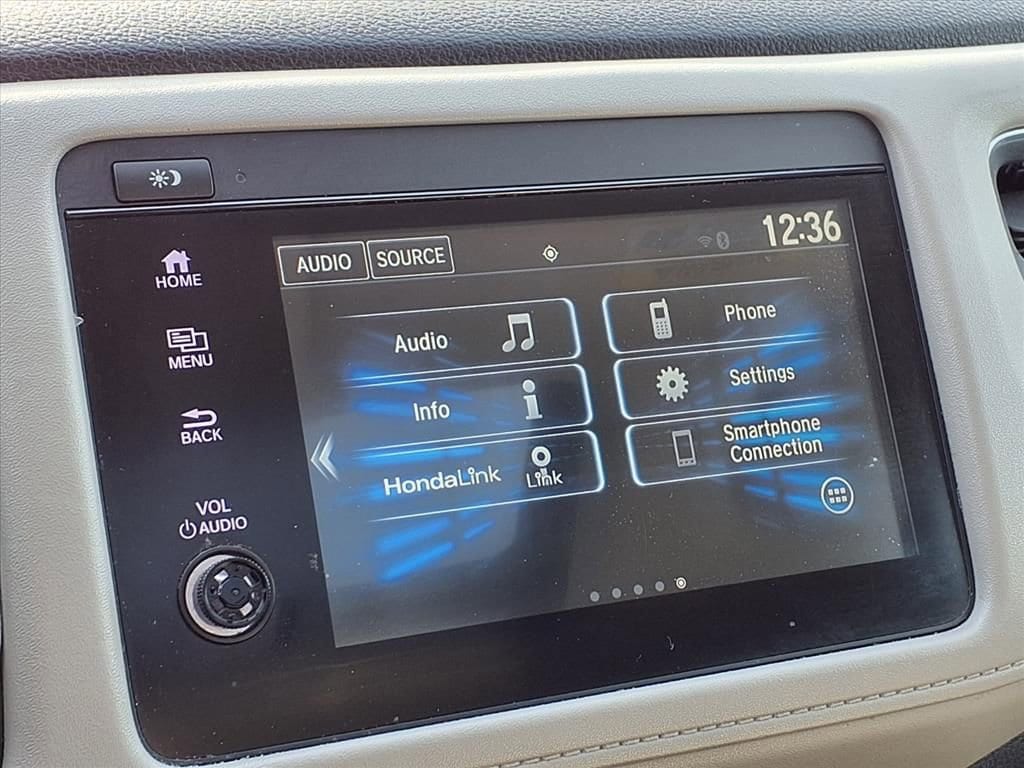 HOME
MENU
BACK
VOL
AUDIO
AUDIO SOURCE 12:36
Audio
Info
HondaLink
Link
Phone
Settings
Smartphone
Connection